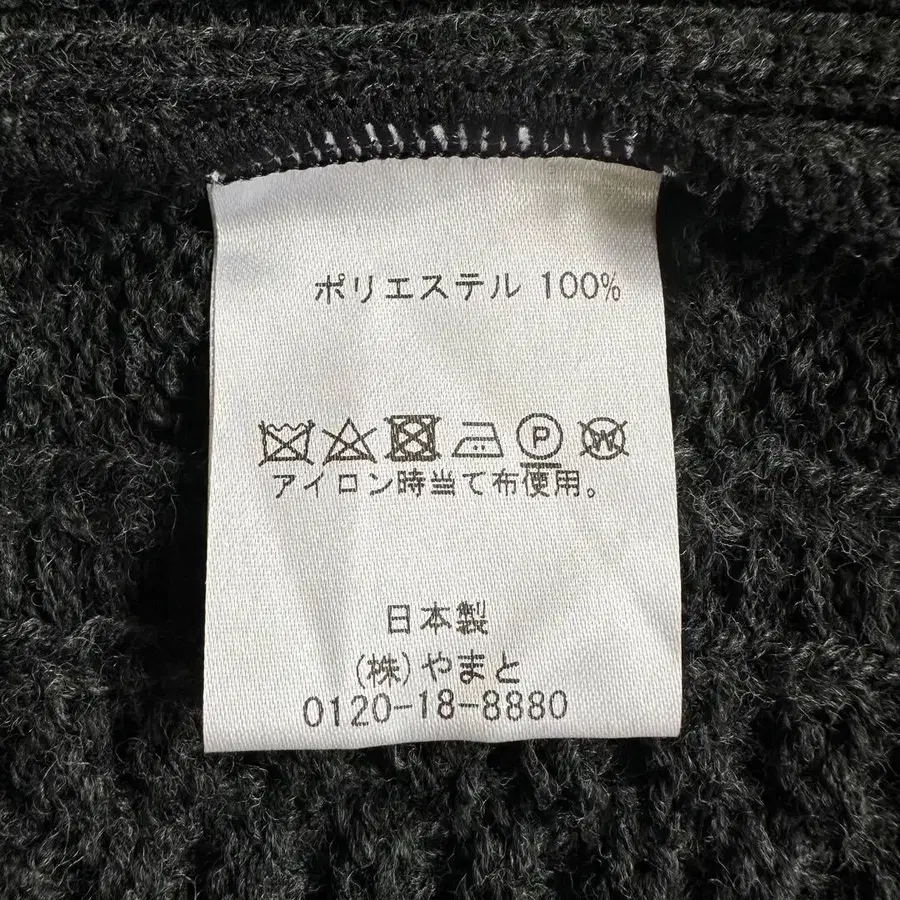 ポリエステル 100%
P W
アイロン時当て布使用。
日本製
(株)やまと
0120-18-8880